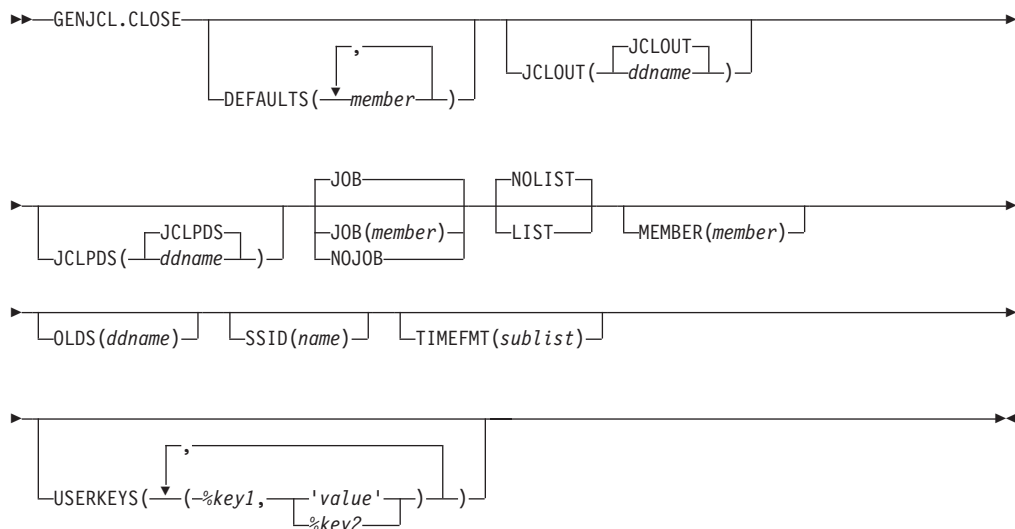 GENJCL.CLOSE
,
DEFAULTS(member)
JCLOUT
JCLOUT(ddname)
JCLPDS
JCLPDS(ddname)
JOB
JOB(member)
NOJOB
NOLIST
LIST
MEMBER(member)
OLDS(ddname)
SSID(name)
TIMEFMT(sublist)
,
USERKEYS((%key1,'value'))
%key2